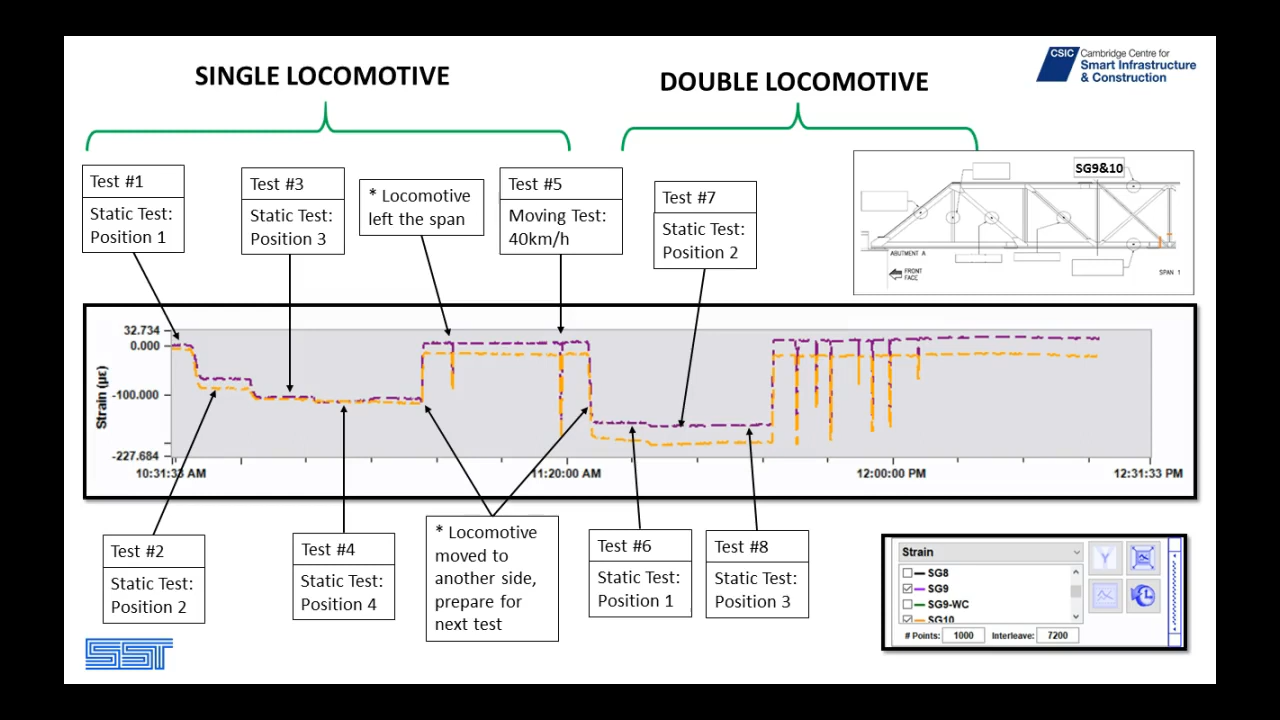 SINGLE LOCOMOTIVE
DOUBLE LOCOMOTIVE
CSIC
Cambridge Centre for
Smart Infrastructure
& Construction
Test #1
Static Test:
Position 1
Test #3
Static Test:
Position 3
* Locomotive
left the span
Test #5
Moving Test:
40km/h
Test #7
Static Test:
Position 2
SG9&10
ABUTMENT A
FRONT
FACE
SPAN 1
Strain (µε)
32.734
0.000
-100.000
-227.684
10:31:33 AM
11:20:00 AM
12:00:00 PM
12:31:33 PM
Test #2
Static Test:
Position 2
Test #4
Static Test:
Position 4
* Locomotive
moved to
another side,
prepare for
next test
Test #6
Static Test:
Position 1
Test #8
Static Test:
Position 3
Strain
SG8
SG9
SG9-WC
SG10
# Points: 1000 Interleave: 7200
SST